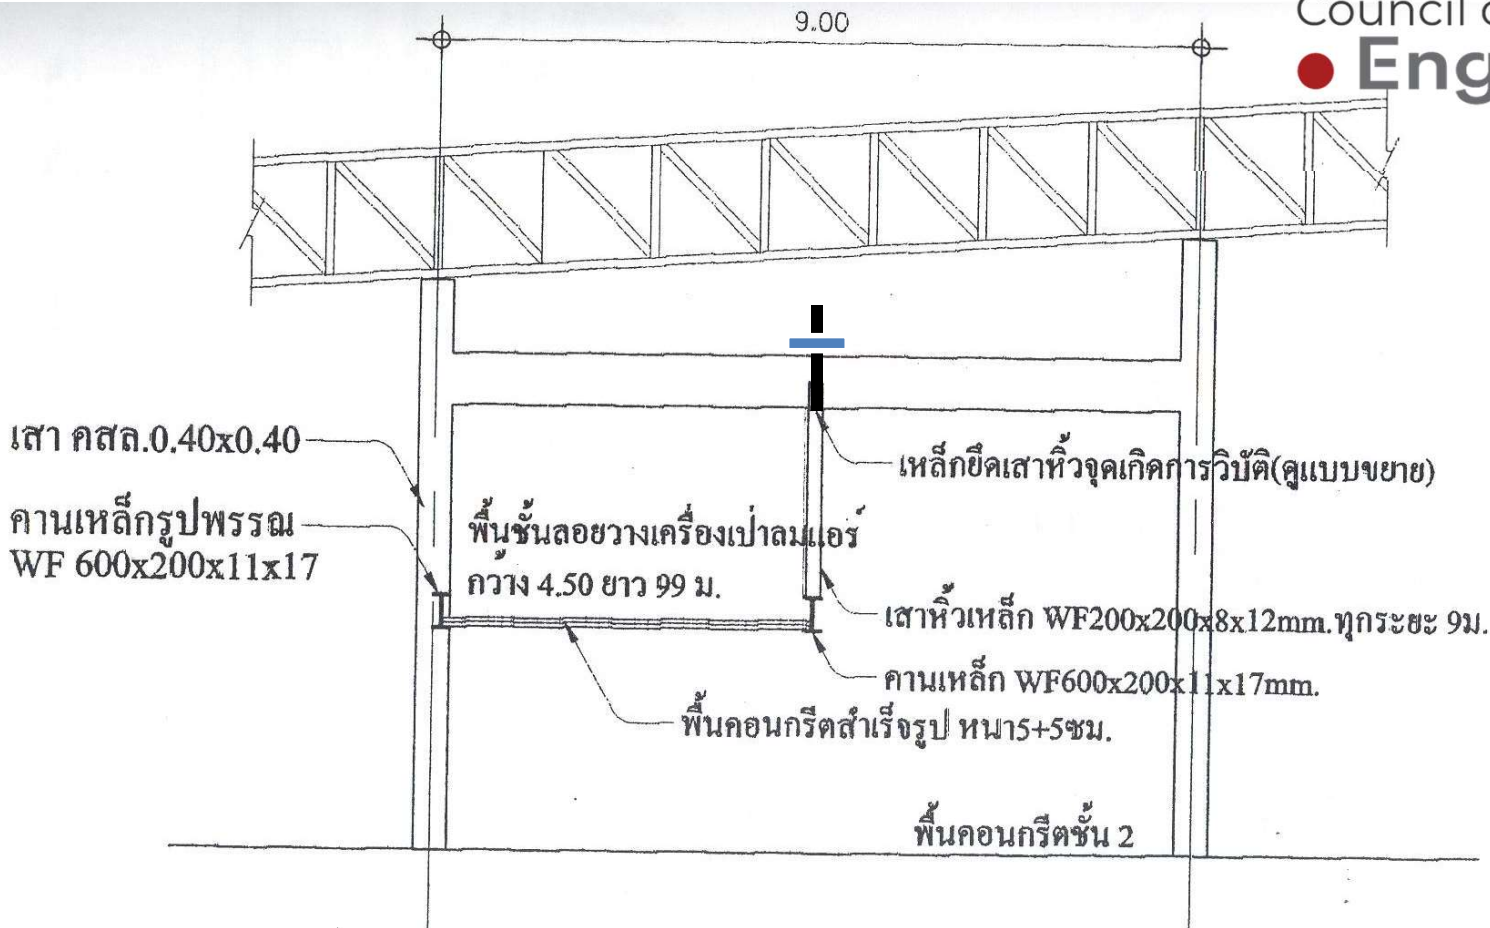 9.00
Council
Eng
เสา คสล.0.40x0.40
คานเหล็กรูปพรรณ
WF 600x200x11x17
เหล็กยึดเสาหิ้วจุดเกิดการวิบัติ(ดูแบบขยาย)
พื้นชั้นลอยวางเครื่องเป่าลมแอร์
กว้าง 4.50 ยาว 99 ม.
เสาหิ้วเหล็ก WF200x200x8x12mm.ทุกระยะ 9ม.
คานเหล็ก WF600x200x11x17mm.
พื้นคอนกรีตสำเร็จรูป หนา5+5ซม.
พื้นคอนกรีตชั้น 2